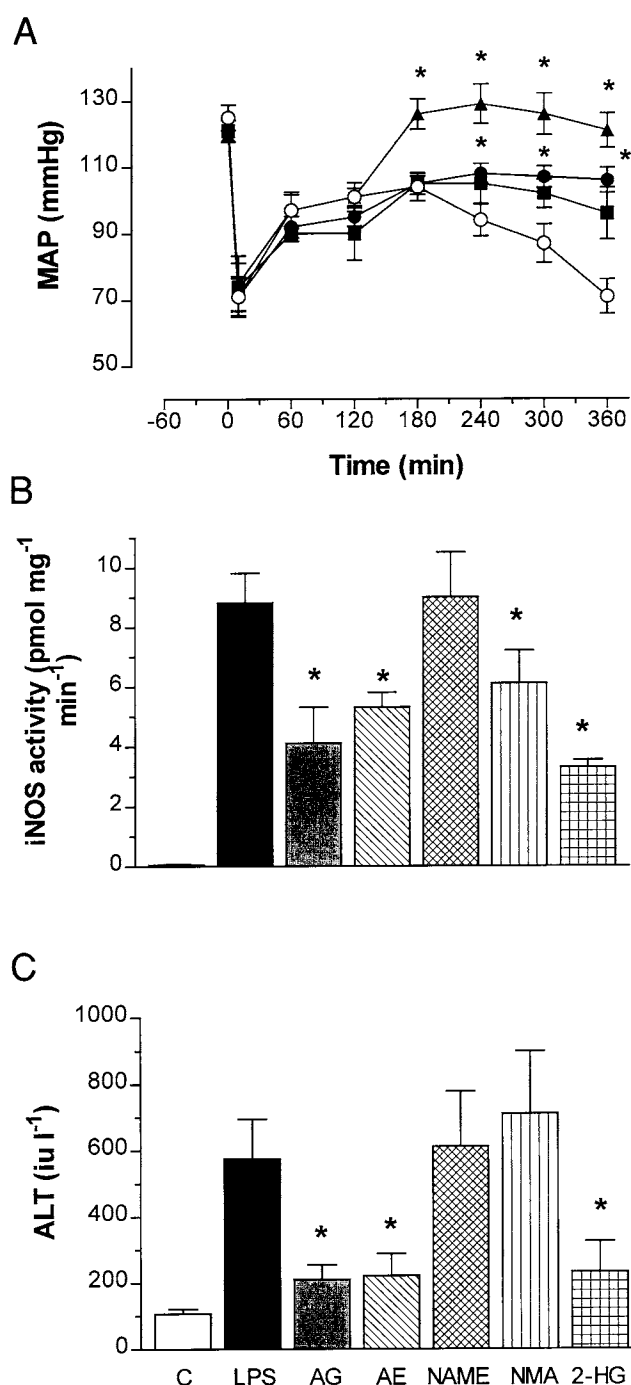 A
* * * *
130
110
90
70
50
MAP (mmHg)
* * *
-60 0 60 120 180 240 300 360
Time (min)
B
10
8
6
4
2
0
iNOS activity (pmol mg⁻¹
min⁻¹)
* * * *
C
1000
800
600
400
200
0
ALT (iu l⁻¹)
* * *
C LPS AG AE NAME NMA 2-HG